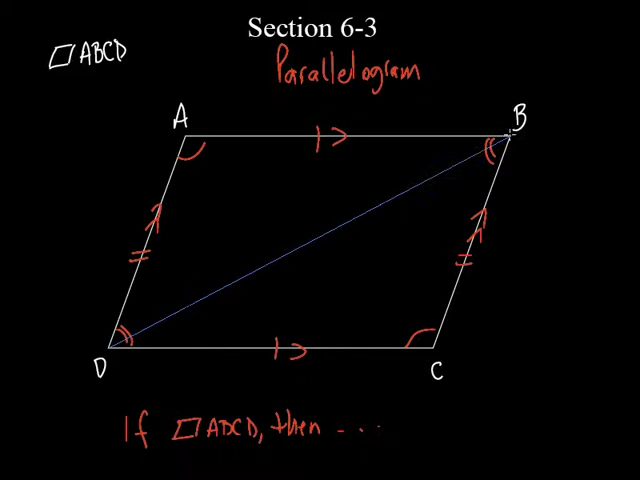 Section 6-3
▱ABCD
Parallelogram
A
B
D
C
If ▱ABCD, then ....